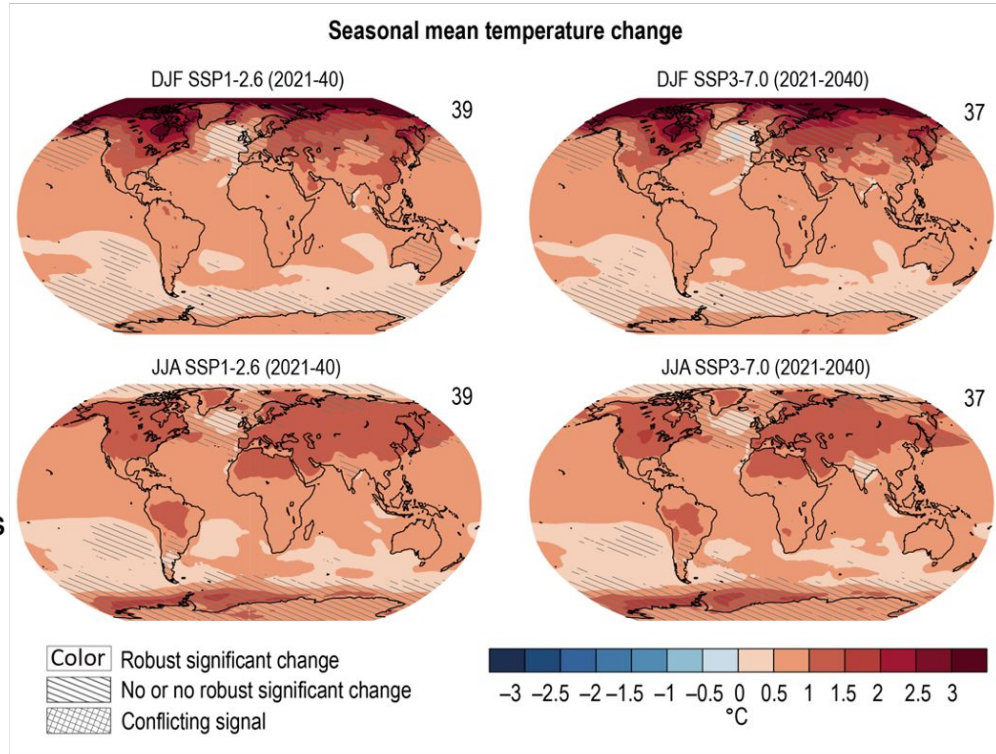 Seasonal mean temperature change
DJF SSP1-2.6 (2021-40)
39
DJF SSP3-7.0 (2021-2040)
37
JJA SSP1-2.6 (2021-40)
39
JJA SSP3-7.0 (2021-2040)
37
s
Color Robust significant change
No or no robust significant change
Conflicting signal
−3 −2.5 −2 −1.5 −1 −0.5 0 0.5 1 1.5 2 2.5 3
°C